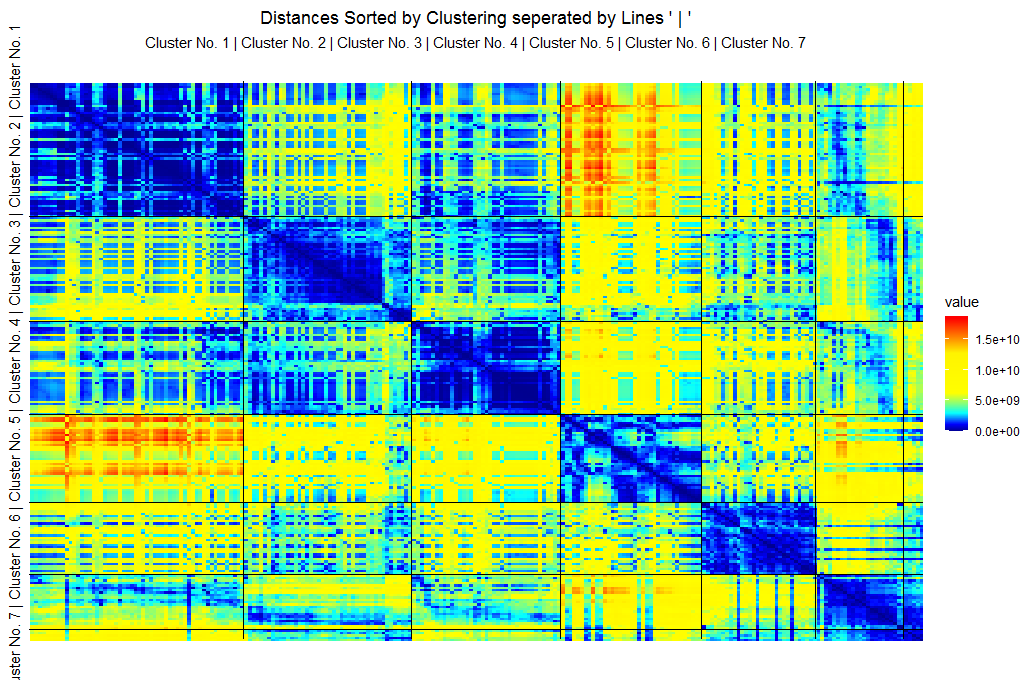 Distances Sorted by Clustering seperated by Lines ' | '
Cluster No. 1 | Cluster No. 2 | Cluster No. 3 | Cluster No. 4 | Cluster No. 5 | Cluster No. 6 | Cluster No. 7
uster No. 7 | Cluster No. 6 | Cluster No. 5 | Cluster No. 4 | Cluster No. 3 | Cluster No. 2 | Cluster No. 1
value
1.5e+10
1.0e+10
5.0e+09
0.0e+00